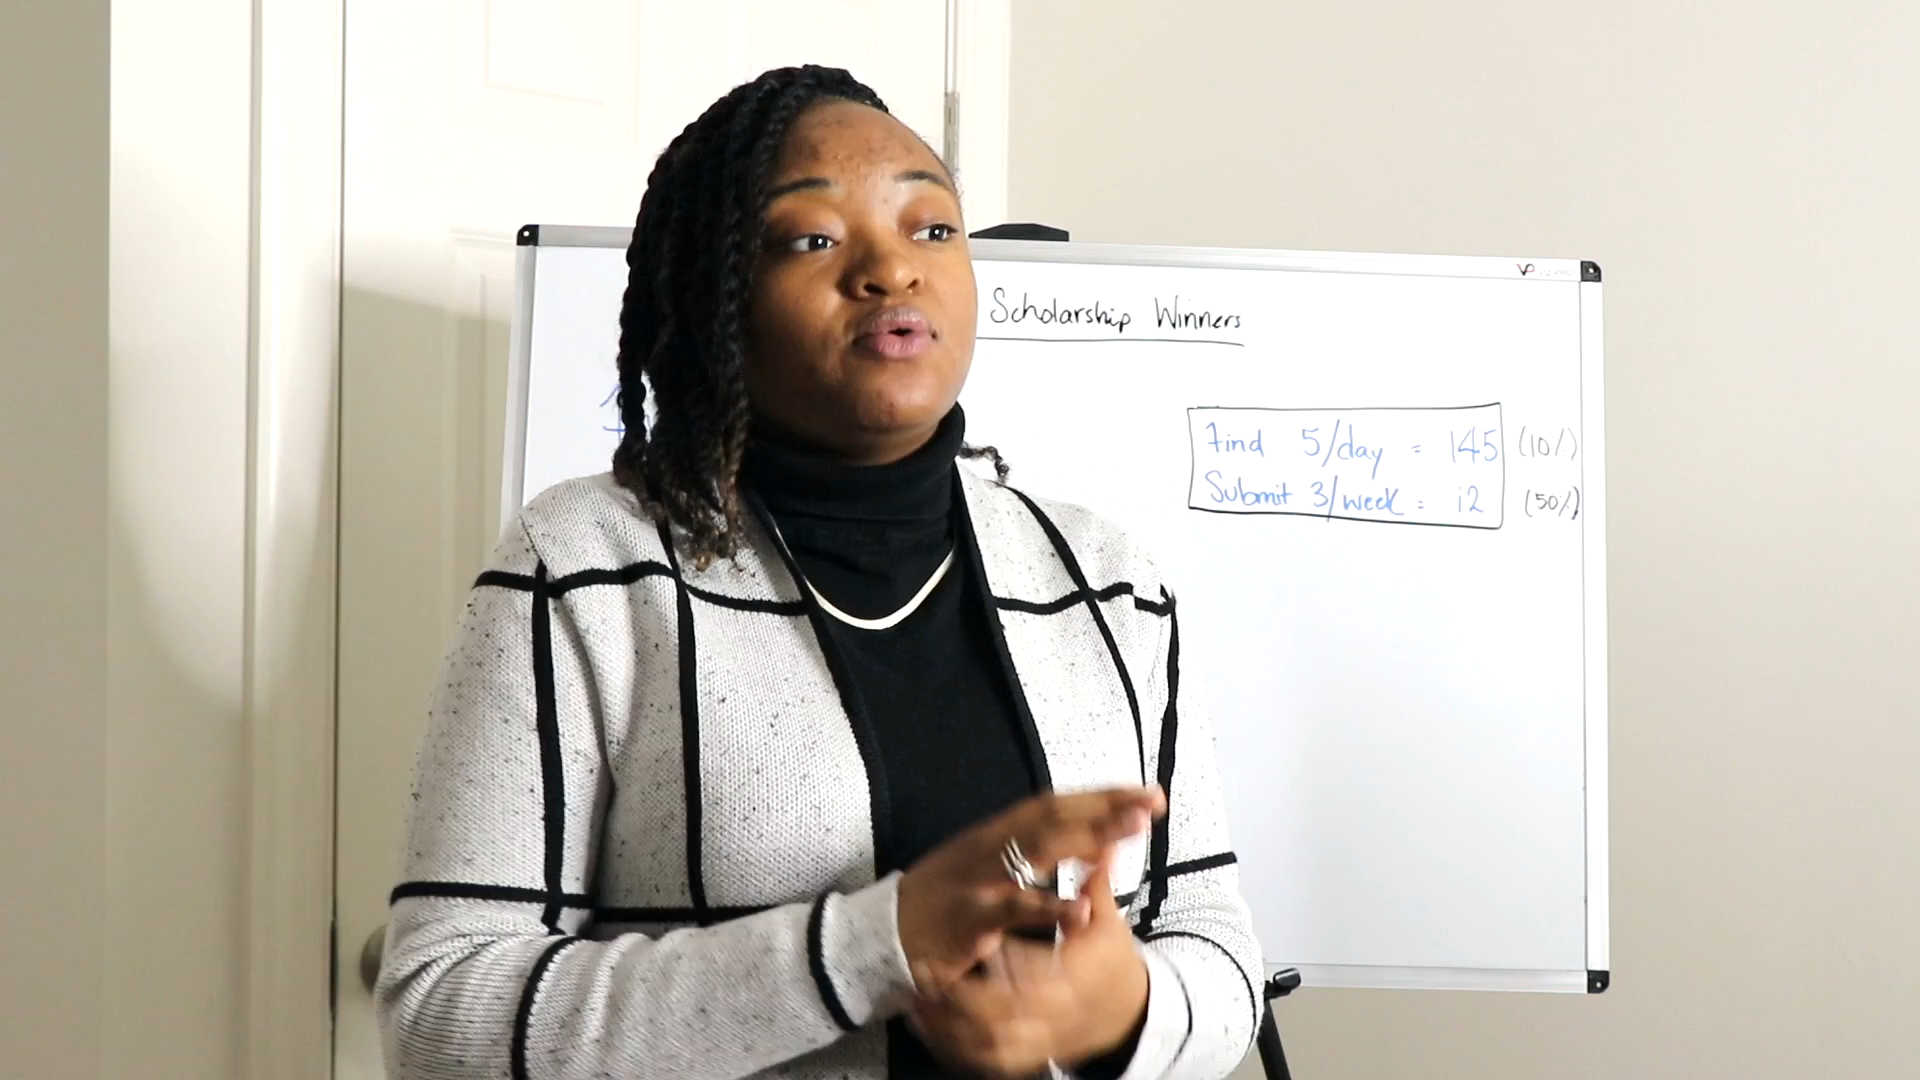 Scholarship Winners
Find 5/day = 145 (10%)
Submit 3/week = 12 (50%)